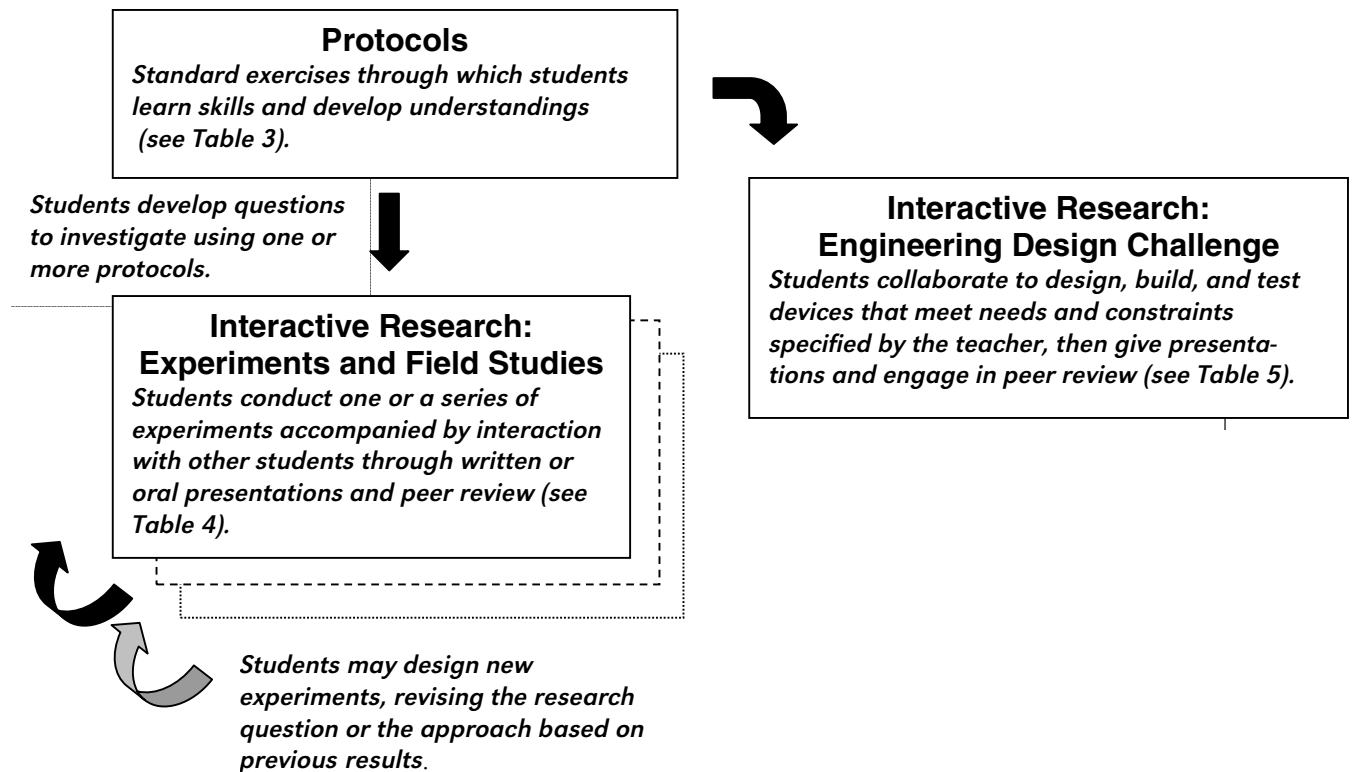 Protocols
Standard exercises through which students
learn skills and develop understandings
(see Table 3).
Students develop questions
to investigate using one or
more protocols.
Interactive Research:
Engineering Design Challenge
Students collaborate to design, build, and test
devices that meet needs and constraints
specified by the teacher, then give presenta-
tions and engage in peer review (see Table 5).
Interactive Research:
Experiments and Field Studies
Students conduct one or a series of
experiments accompanied by interaction
with other students through written or
oral presentations and peer review (see
Table 4).
Students may design new
experiments, revising the research
question or the approach based on
previous results.